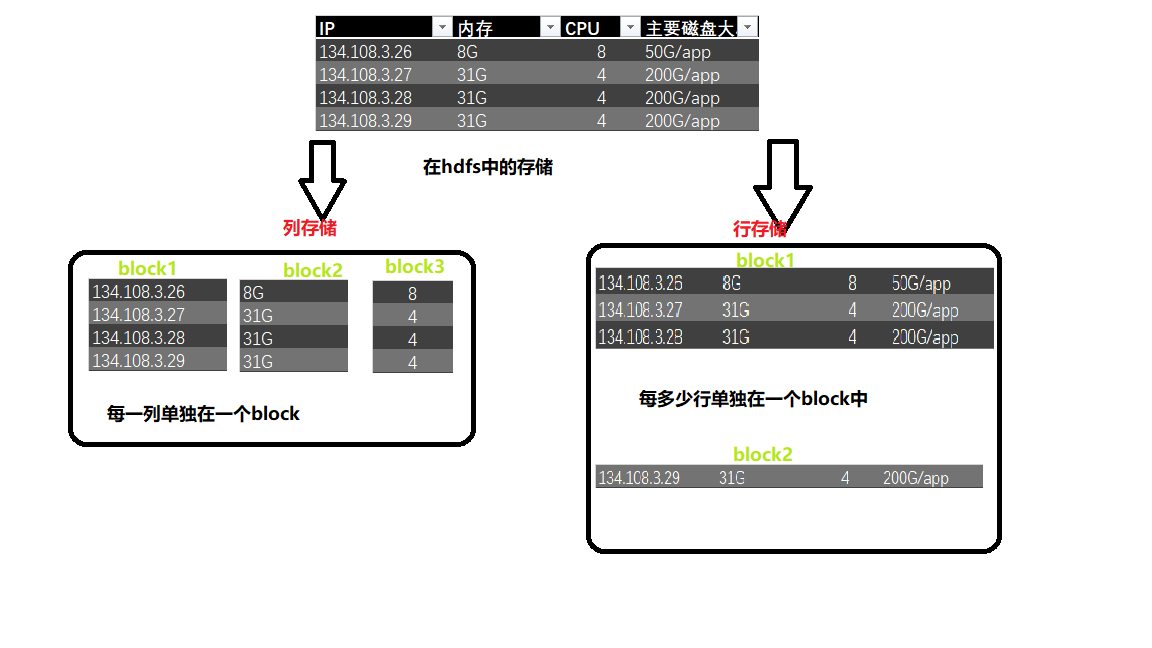 IP 内存 CPU 主要磁盘大
134.108.3.26 8G 8 50G/app
134.108.3.27 31G 4 200G/app
134.108.3.28 31G 4 200G/app
134.108.3.29 31G 4 200G/app
在hdfs中的存储
列存储
block1 block2 block3
134.108.3.26 8G 8
134.108.3.27 31G 4
134.108.3.28 31G 4
134.108.3.29 31G 4
每一列单独在一个block
行存储
block1
134.108.3.26 8G 8 50G/app
134.108.3.27 31G 4 200G/app
134.108.3.28 31G 4 200G/app
每多少行单独在一个block中
block2
134.108.3.29 31G 4 200G/app